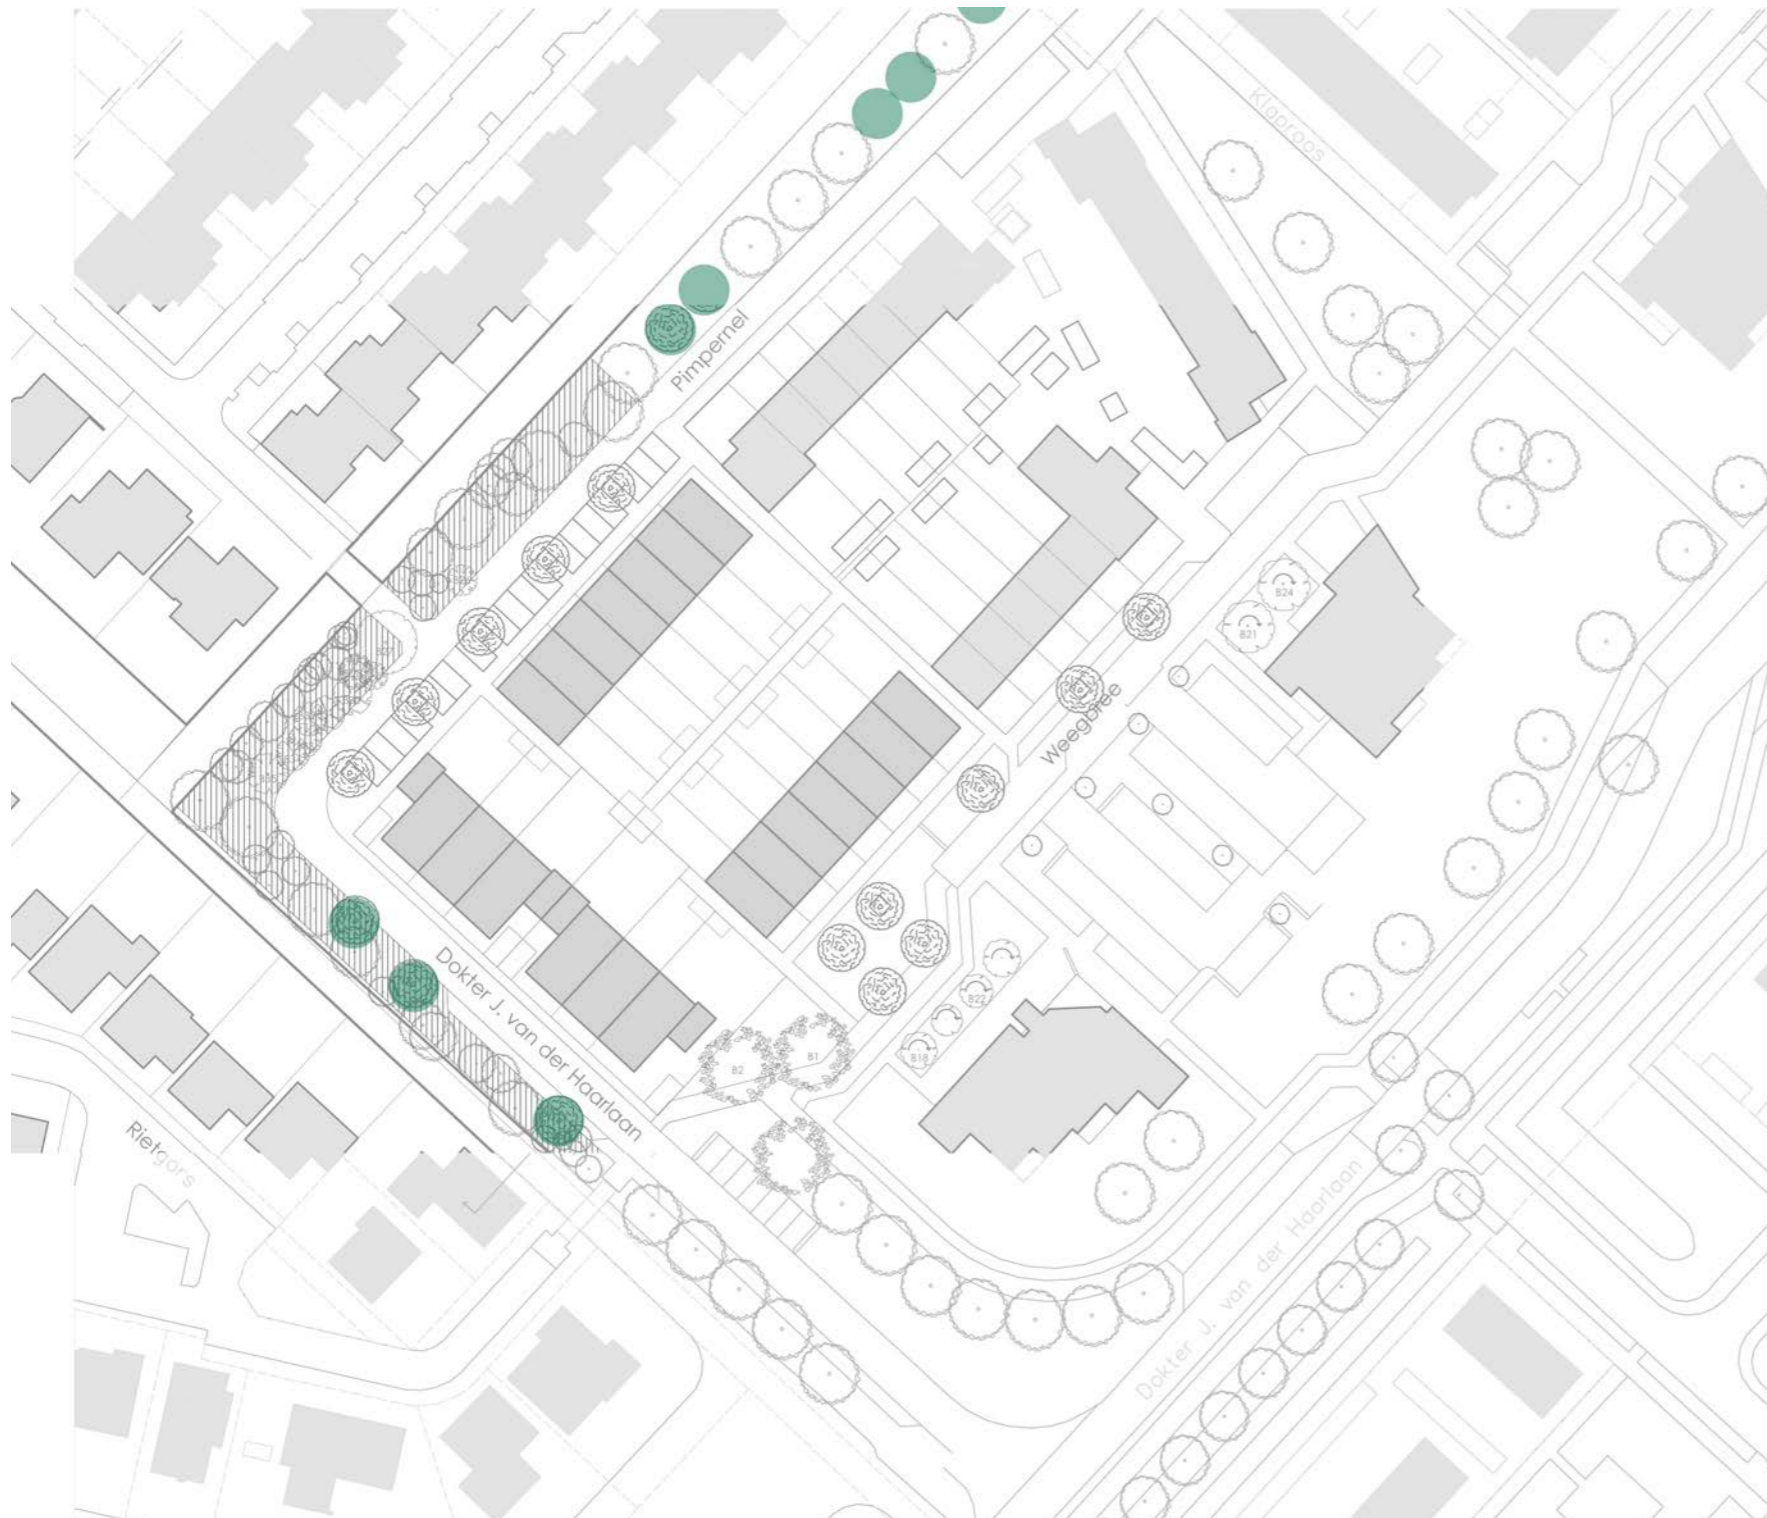 Klaproos
Pimpernel
Weegbree
B24
B21
B22
B18
B1
B2
Dokter J. van der Haarlaan
Rietgors
Dokter J. van der Haarlaan